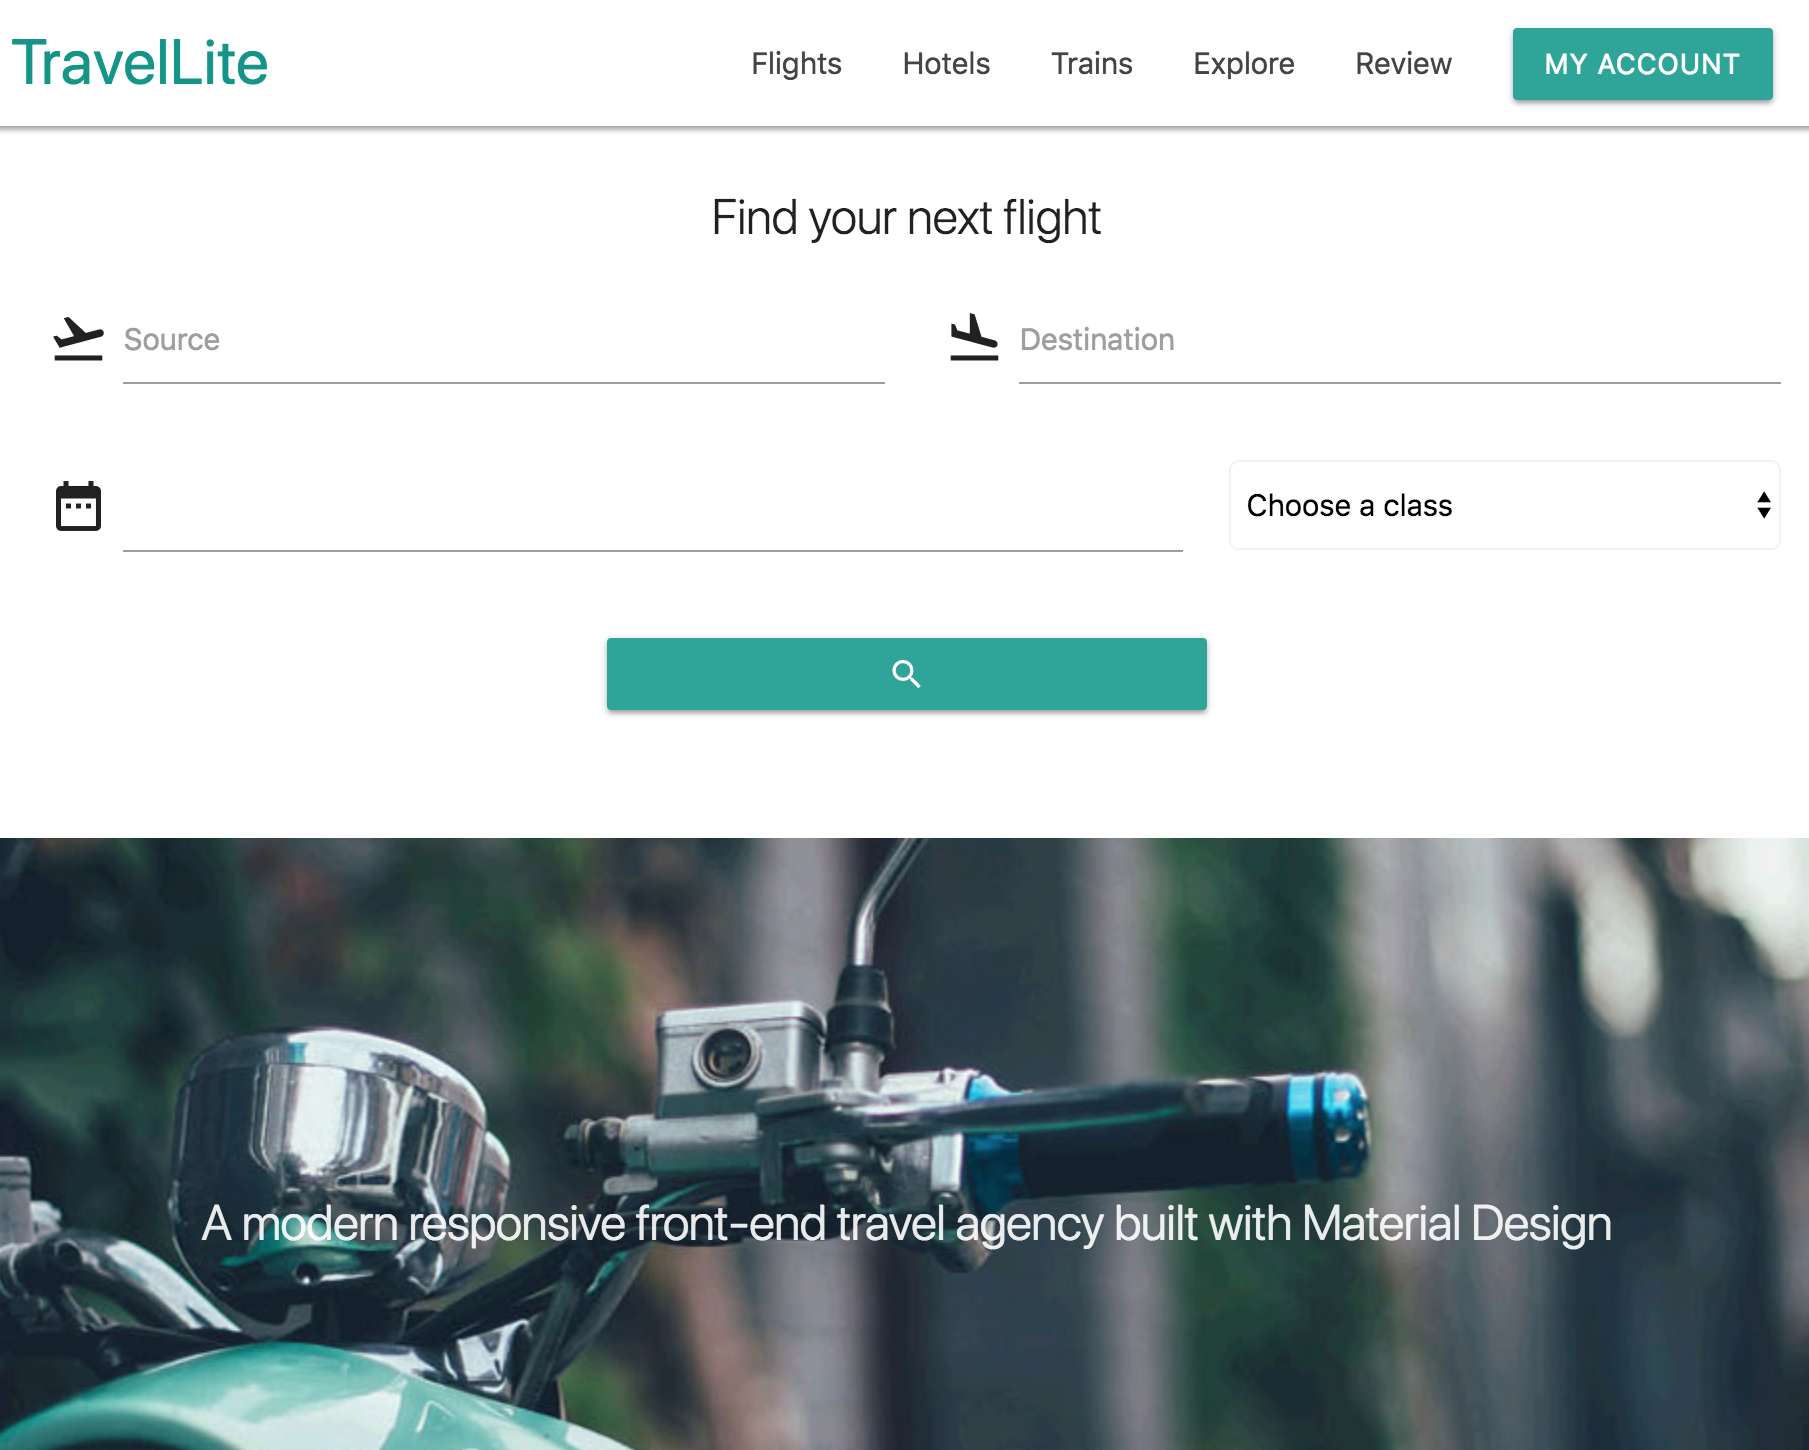 TravelLite
Flights Hotels Trains Explore Review MY ACCOUNT
Find your next flight
Source Destination
Choose a class
A modern responsive front-end travel agency built with Material Design